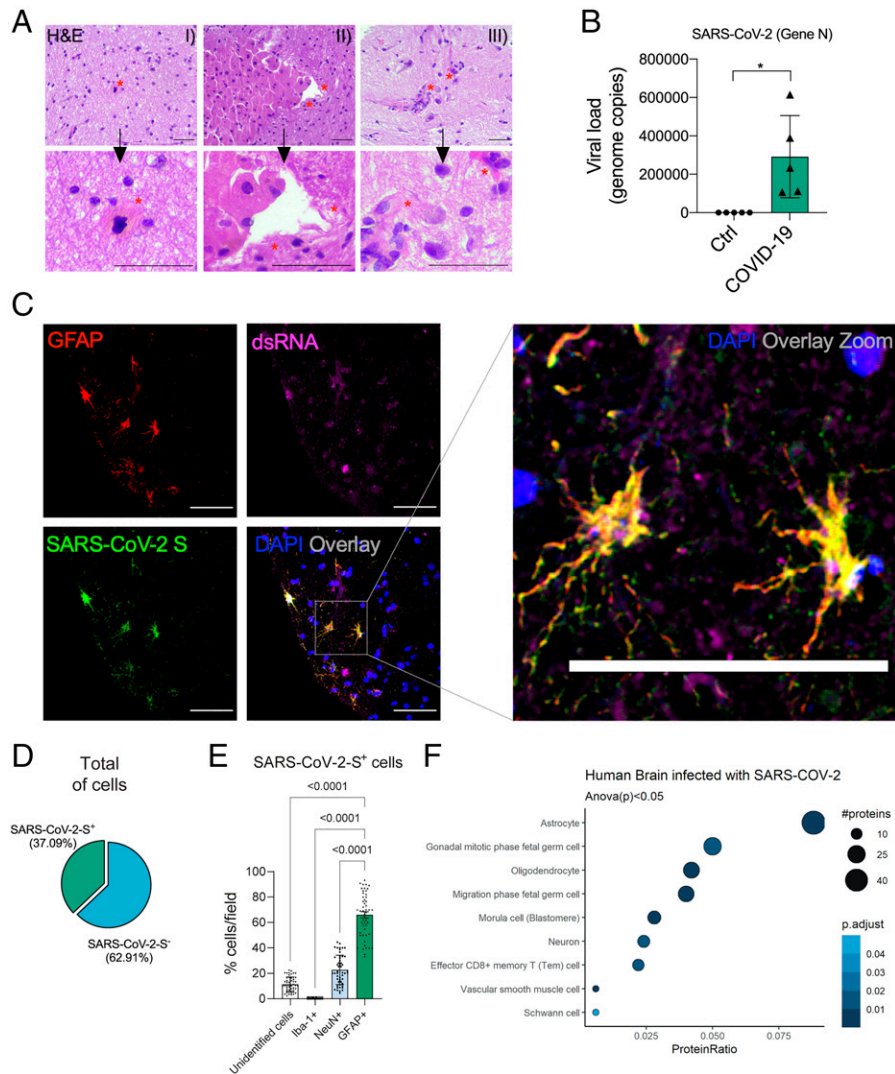 A
H&E
I)
II)
III)
B
SARS-CoV-2 (Gene N)
*
Viral load
(genome copies)
800000
600000
400000
200000
0
Ctrl
COVID-19
C
GFAP
dsRNA
SARS-CoV-2 S
DAPI Overlay
DAPI Overlay Zoom
D
Total
of cells
SARS-CoV-2-S+
(37.09%)
SARS-CoV-2-S-
(62.91%)
E
SARS-CoV-2-S+ cells
<0.0001
<0.0001
<0.0001
% cells/field
100
80
60
40
20
0
Unidentified cells
Iba-1+
NeuN+
GFAP+
F
Human Brain infected with SARS-COV-2
Anova(p)<0.05
Astrocyte
Gonadal mitotic phase fetal germ cell
Oligodendrocyte
Migration phase fetal germ cell
Morula cell (Blastomere)
Neuron
Effector CD8+ memory T (Tem) cell
Vascular smooth muscle cell
Schwann cell
0.025
0.050
0.075
ProteinRatio
#proteins
10
25
40
p.adjust
0.04
0.03
0.02
0.01